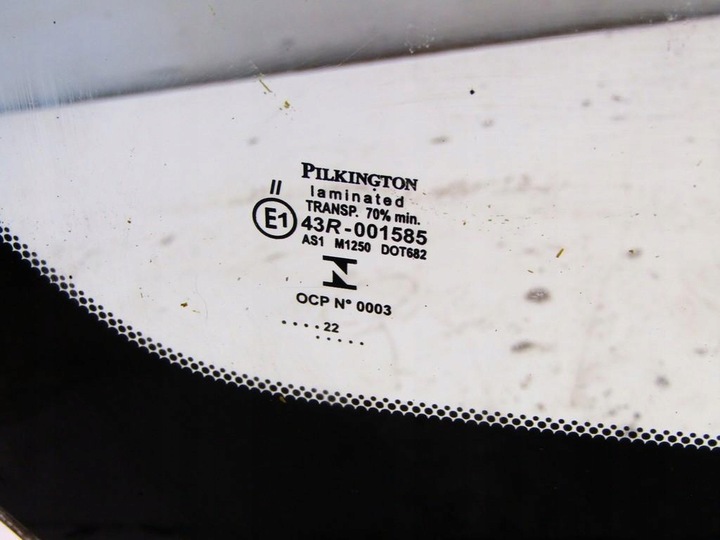 PILKINGTON
II laminated
TRANSP. 70% min.
E1 43R-001585
AS1 M1250 DOT682
N
OCP N° 0003
.... 22
.....